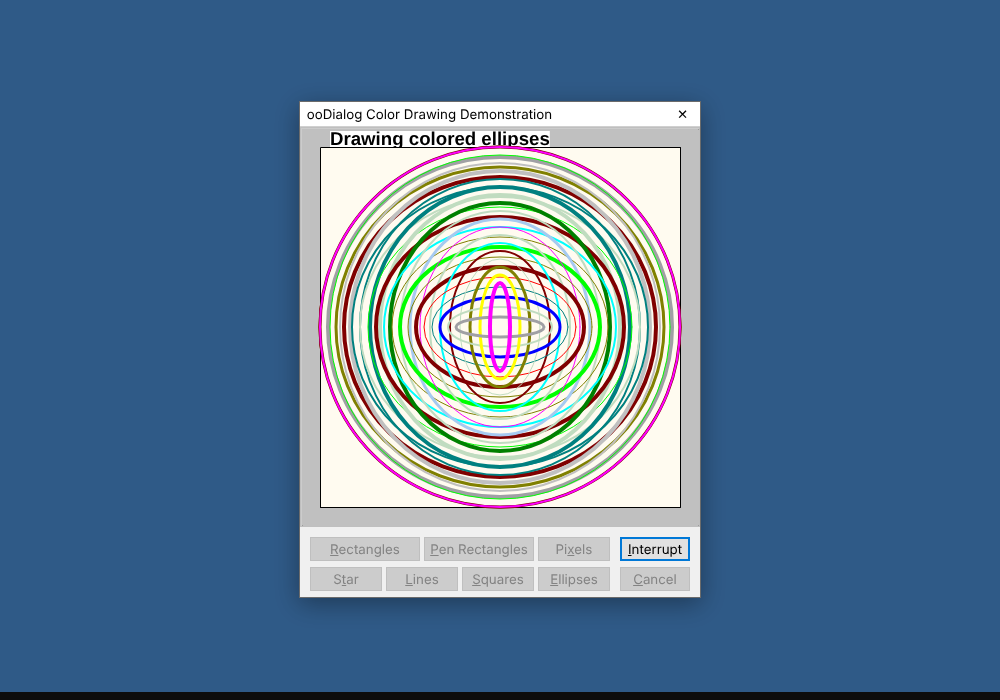 ooDialog Color Drawing Demonstration
Drawing colored ellipses
Rectangles Pen Rectangles Pixels Interrupt
Star Lines Squares Ellipses Cancel